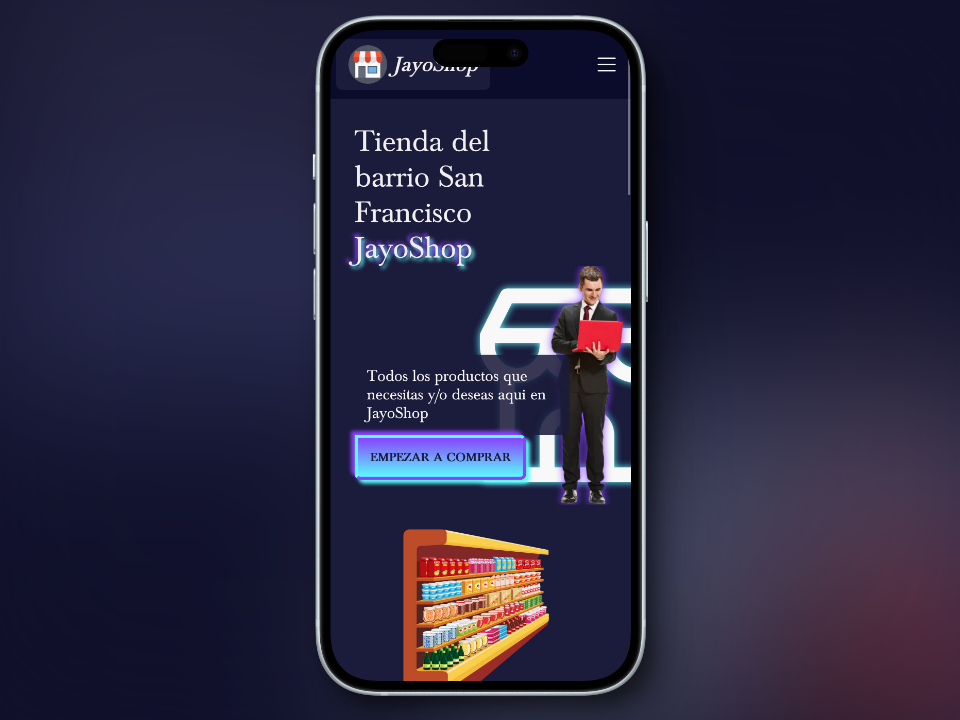 JayoShop
Tienda del
barrio San
Francisco
JayoShop
Todos los productos que
necesitas y/o deseas aqui en
JayoShop
EMPEZAR A COMPRAR